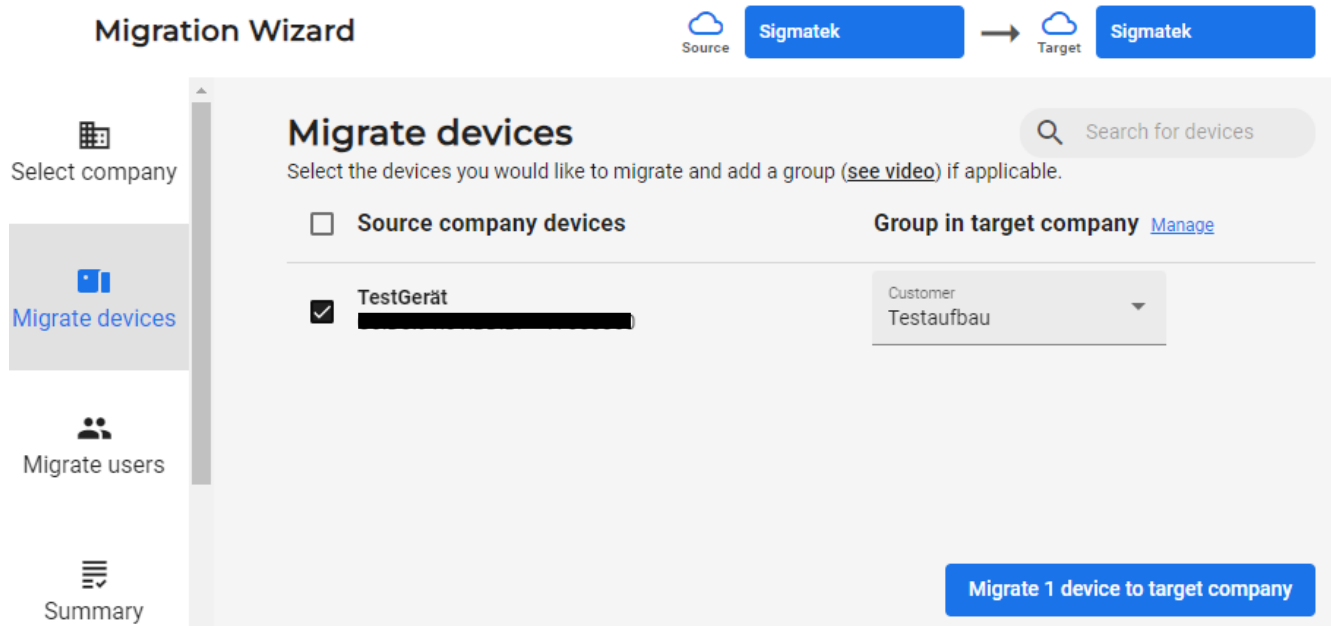 Migration Wizard
Source
Sigmatek
Target
Sigmatek
Select company
Migrate devices
Migrate users
Summary
Migrate devices
Search for devices
Select the devices you would like to migrate and add a group (see video) if applicable.
Source company devices
Group in target company Manage
TestGerät
Customer
Testaufbau
Migrate 1 device to target company